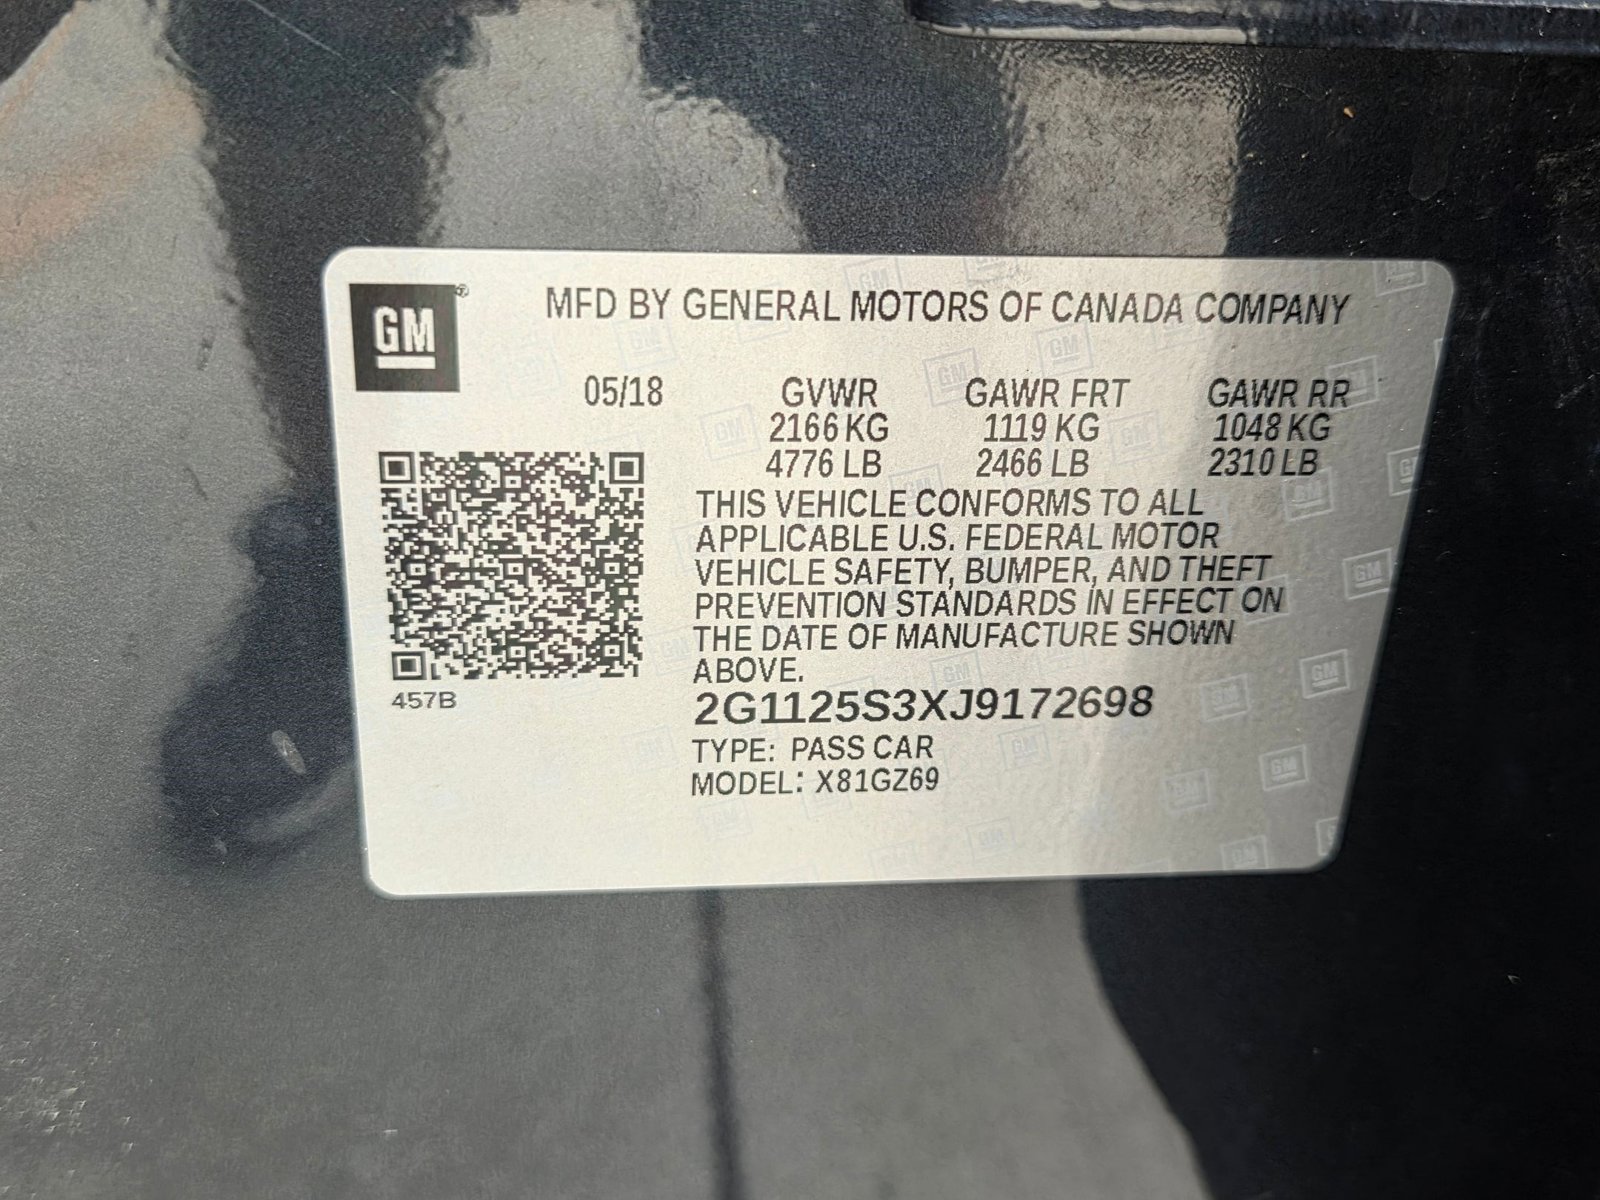 GM®
MFD BY GENERAL MOTORS OF CANADA COMPANY
05/18 GVWR GAWR FRT GAWR RR
2166 KG 1119 KG 1048 KG
4776 LB 2466 LB 2310 LB
THIS VEHICLE CONFORMS TO ALL
APPLICABLE U.S. FEDERAL MOTOR
VEHICLE SAFETY, BUMPER, AND THEFT
PREVENTION STANDARDS IN EFFECT ON
THE DATE OF MANUFACTURE SHOWN
ABOVE.
457B
2G1125S3XJ9172698
TYPE: PASS CAR
MODEL: X81GZ69